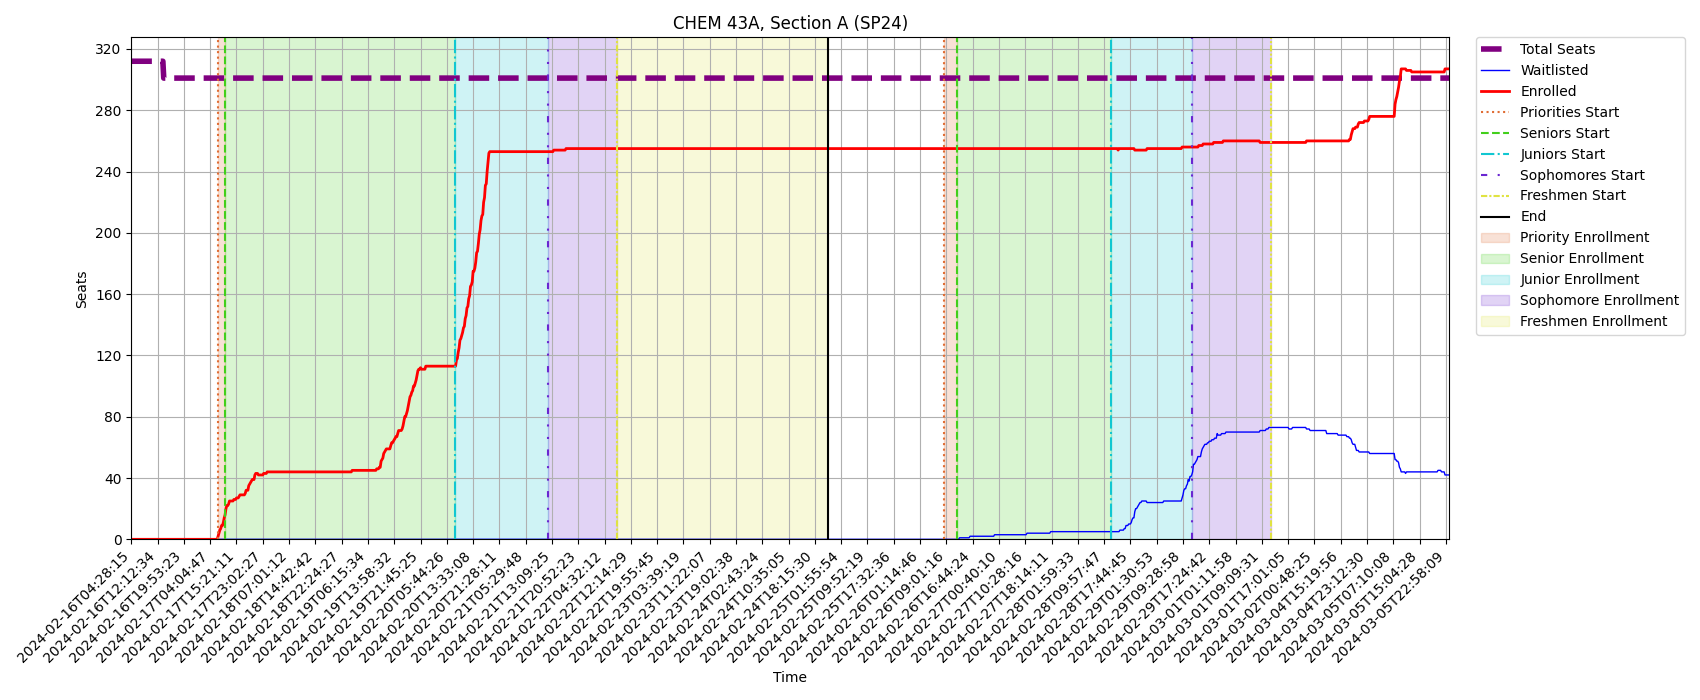 CHEM 43A, Section A (SP24)
320
280
240
200
160
120
80
40
0
Seats
2024-02-16T04:28:15
2024-02-16T12:12:34
2024-02-16T19:53:23
2024-02-17T04:04:47
2024-02-17T15:21:11
2024-02-17T23:02:27
2024-02-18T07:01:12
2024-02-18T14:42:42
2024-02-18T22:24:27
2024-02-19T06:15:34
2024-02-19T13:58:32
2024-02-19T21:45:25
2024-02-20T05:44:26
2024-02-20T13:33:08
2024-02-20T21:28:11
2024-02-21T05:29:48
2024-02-21T13:09:25
2024-02-21T20:52:23
2024-02-22T04:32:12
2024-02-22T12:14:29
2024-02-22T19:55:45
2024-02-23T03:39:19
2024-02-23T11:22:07
2024-02-23T19:02:38
2024-02-24T02:43:24
2024-02-24T10:35:05
2024-02-24T18:15:30
2024-02-25T01:55:54
2024-02-25T09:52:19
2024-02-25T17:32:36
2024-02-26T01:14:46
2024-02-26T09:01:16
2024-02-26T16:44:24
2024-02-27T00:40:10
2024-02-27T10:28:16
2024-02-27T18:14:11
2024-02-28T01:59:33
2024-02-28T09:57:47
2024-02-28T17:44:45
2024-02-29T01:30:53
2024-02-29T09:28:58
2024-02-29T17:24:42
2024-03-01T01:11:58
2024-03-01T09:09:31
2024-03-01T17:01:05
2024-03-02T00:48:25
2024-03-04T15:19:56
2024-03-04T23:12:30
2024-03-05T07:10:08
2024-03-05T15:04:28
2024-03-05T22:58:09
Time
Total Seats
Waitlisted
Enrolled
Priorities Start
Seniors Start
Juniors Start
Sophomores Start
Freshmen Start
End
Priority Enrollment
Senior Enrollment
Junior Enrollment
Sophomore Enrollment
Freshmen Enrollment